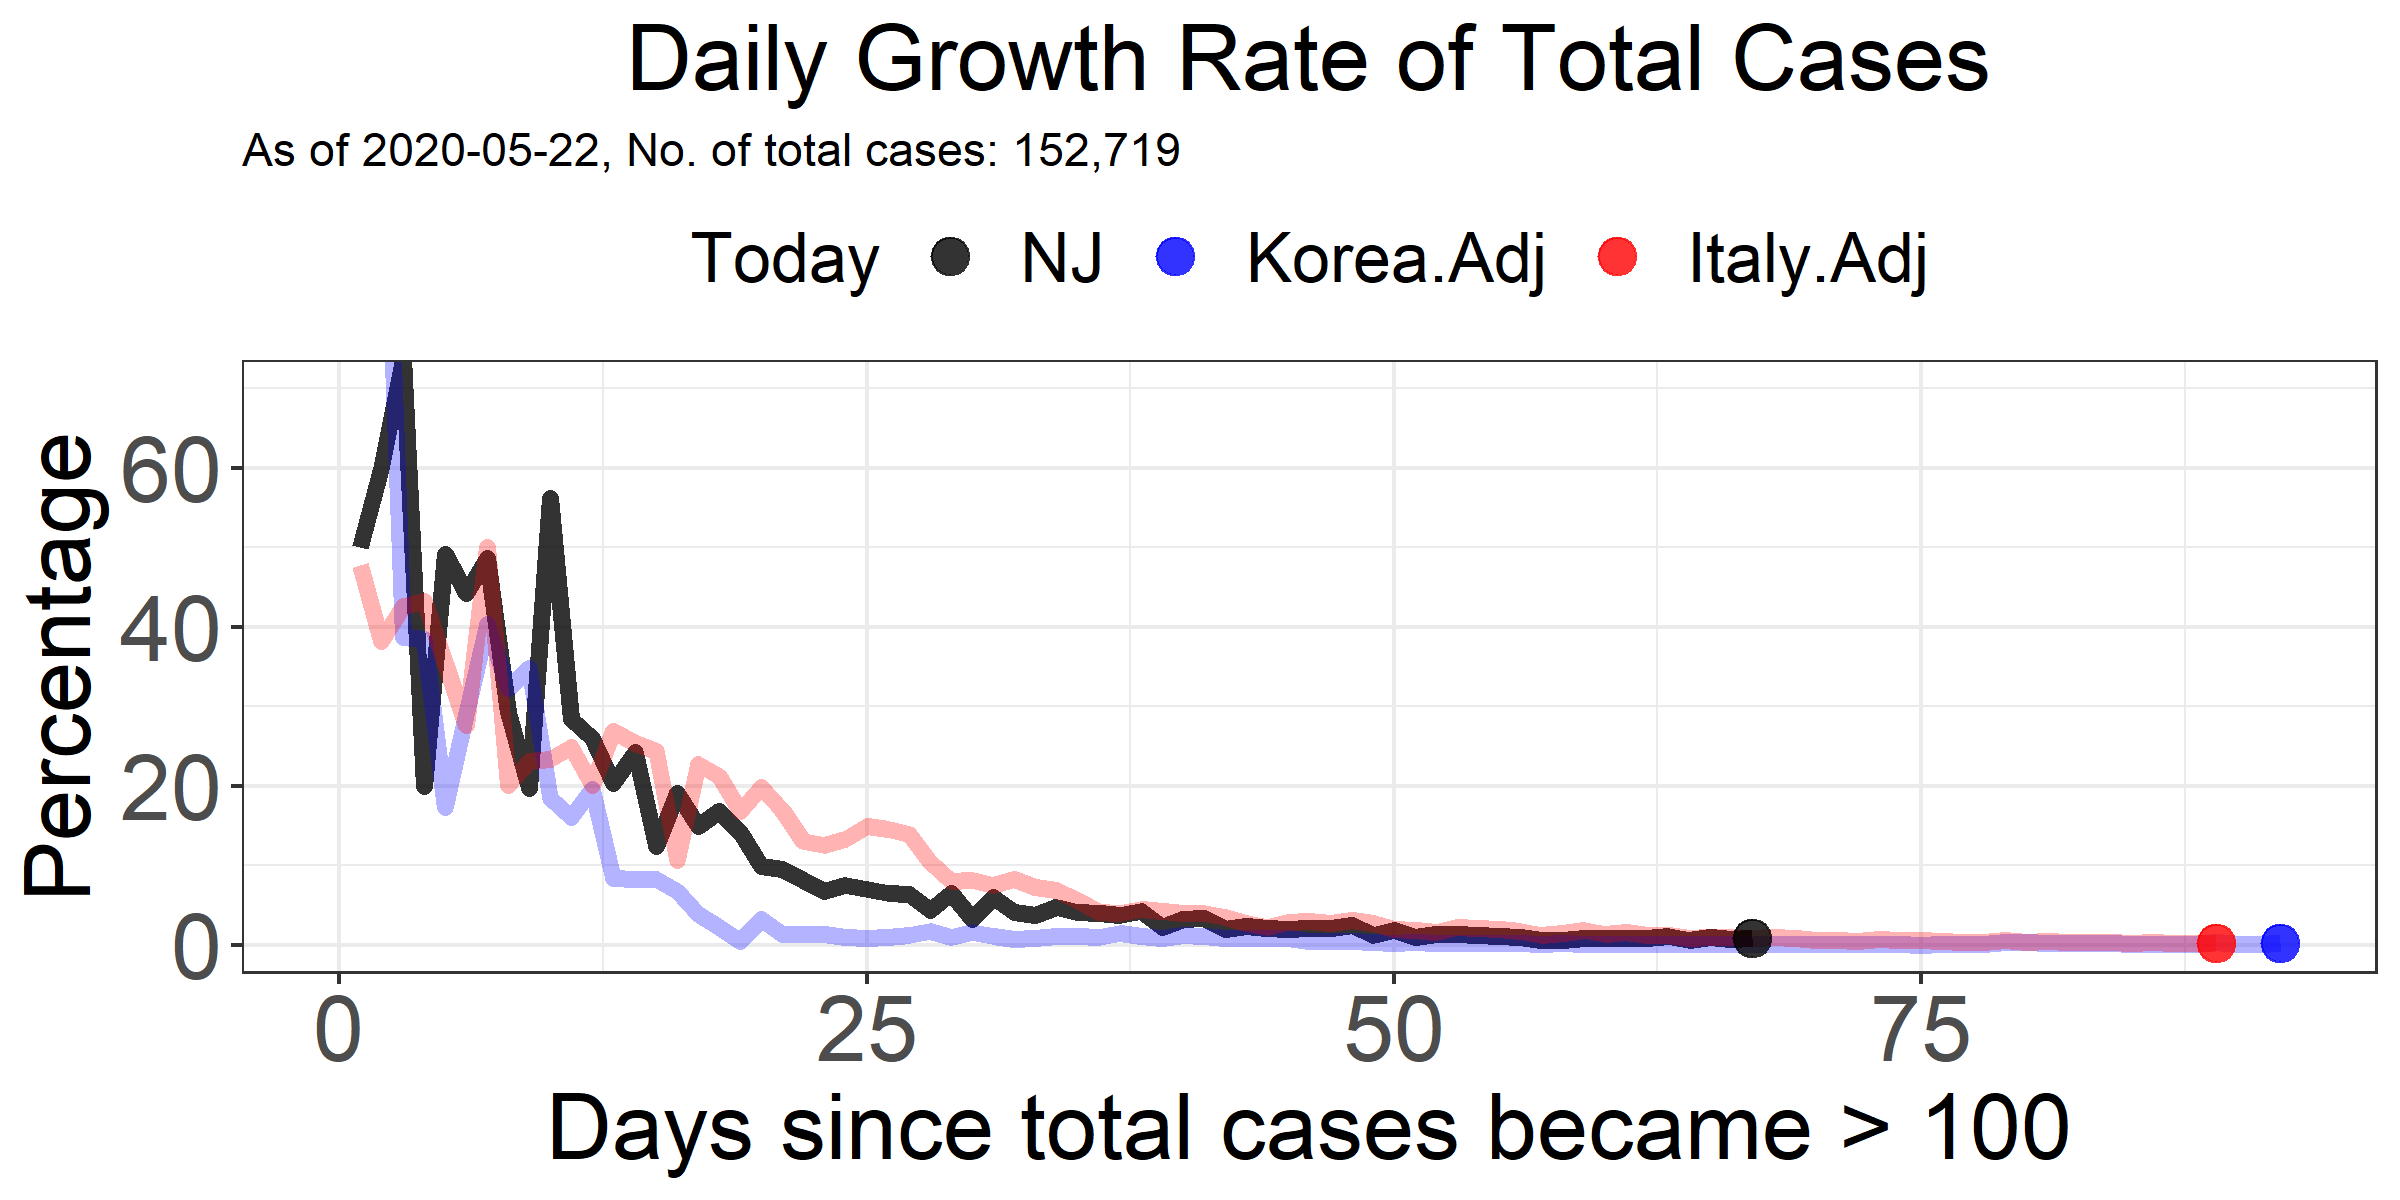 Daily Growth Rate of Total Cases
As of 2020-05-22, No. of total cases: 152,719
Today NJ Korea.Adj Italy.Adj
Percentage
60
40
20
0
0 25 50 75
Days since total cases became > 100